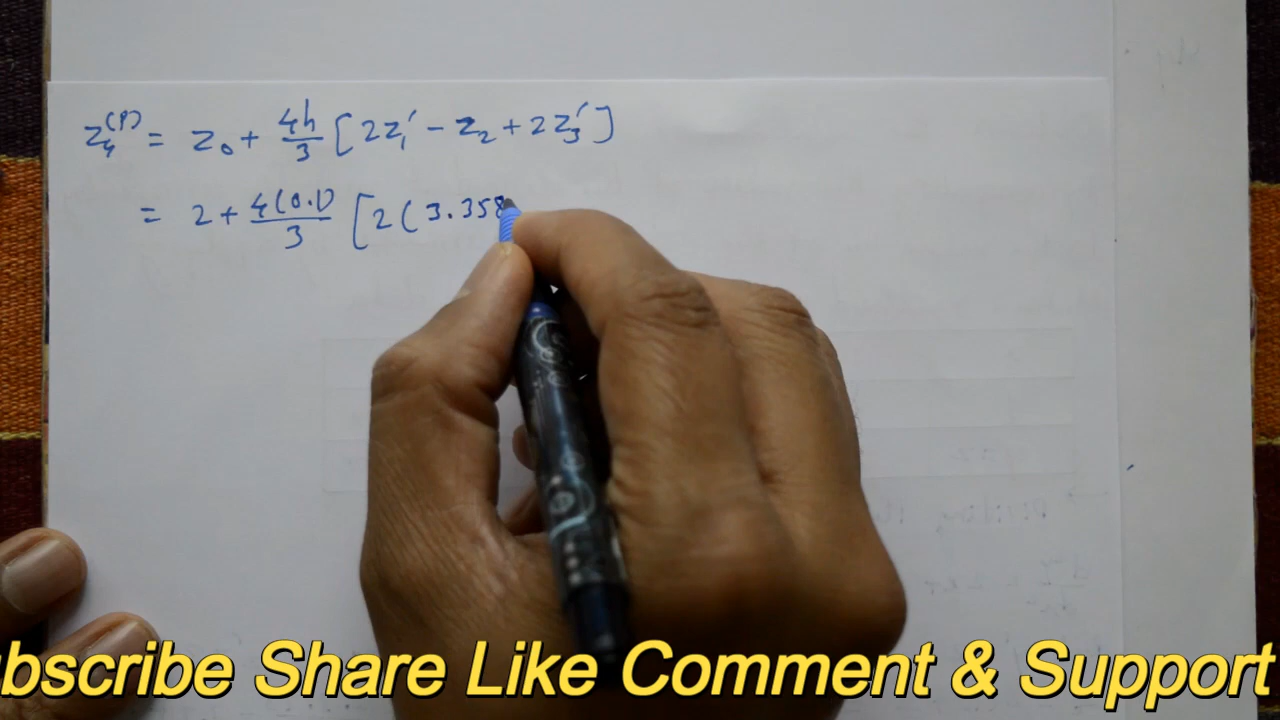 z₄⁽ᴾ⁾ = z₀ + 4h/3 [2z₁′ - z₂ + 2z₃′]
= 2 + 4(0.1)/3 [2(3.358
ubscribe Share Like Comment & Support